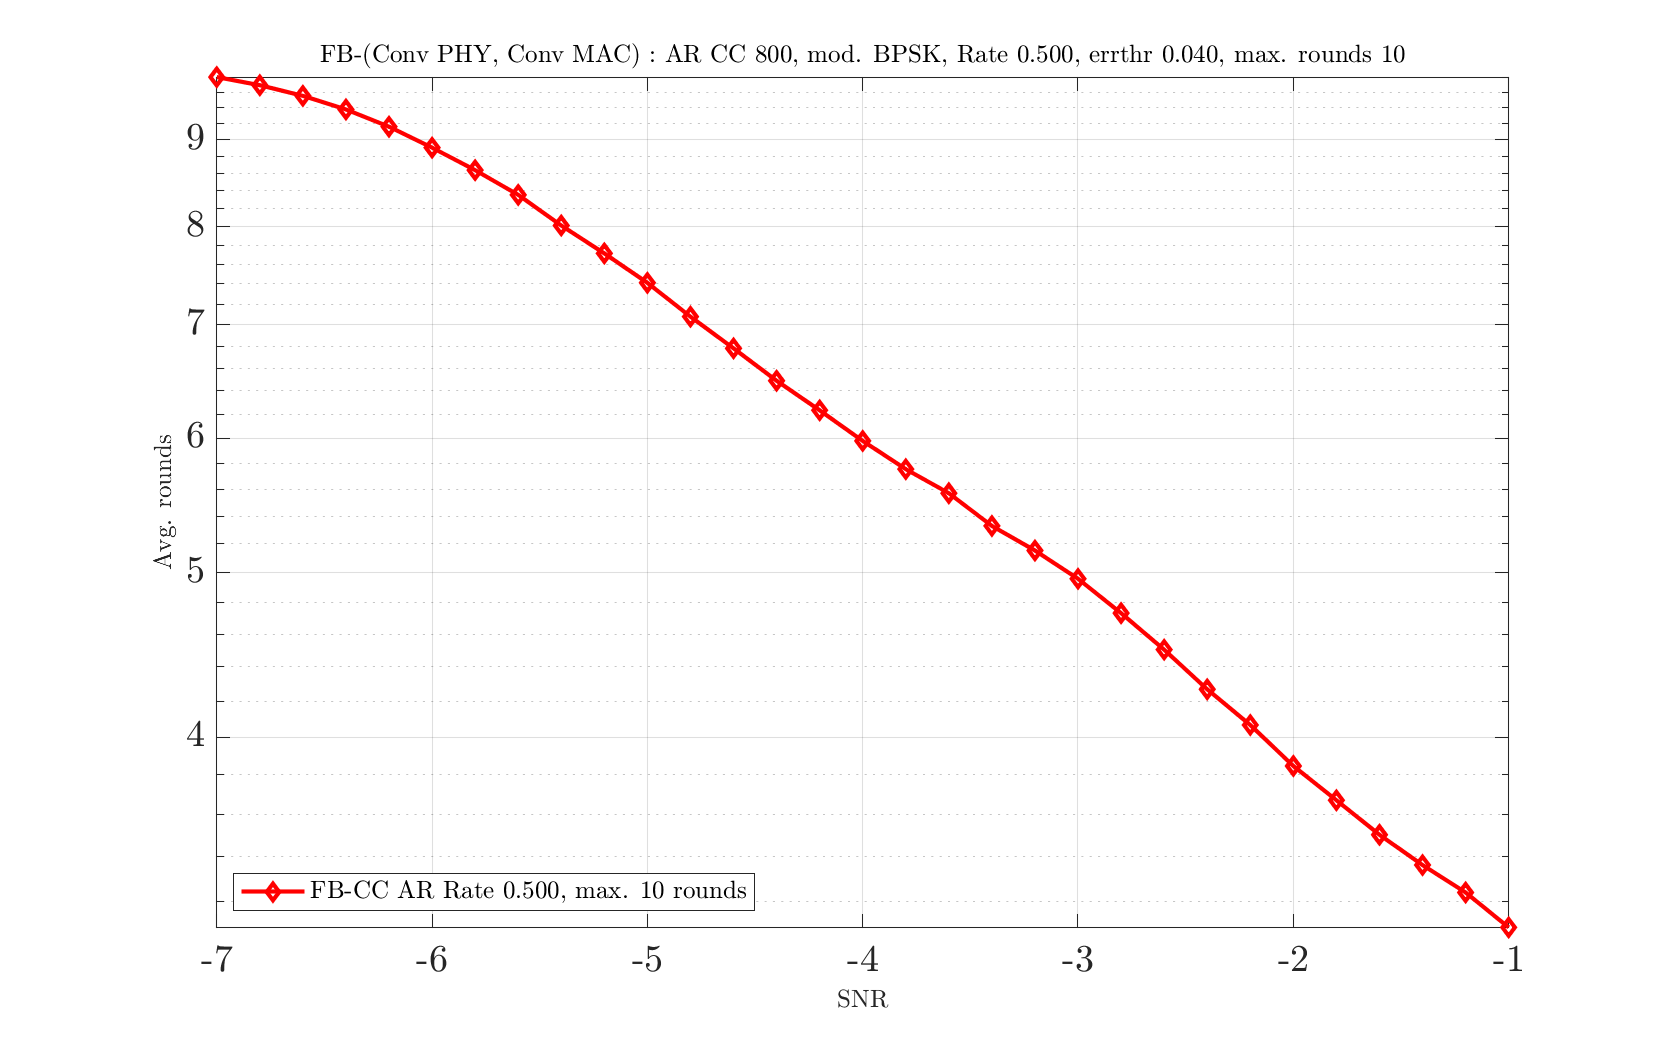 FB-(Conv PHY, Conv MAC) : AR CC 800, mod. BPSK, Rate 0.500, errthr 0.040, max. rounds 10
9
8
7
6
5
4
Avg. rounds
FB-CC AR Rate 0.500, max. 10 rounds
-7 -6 -5 -4 -3 -2 -1
SNR